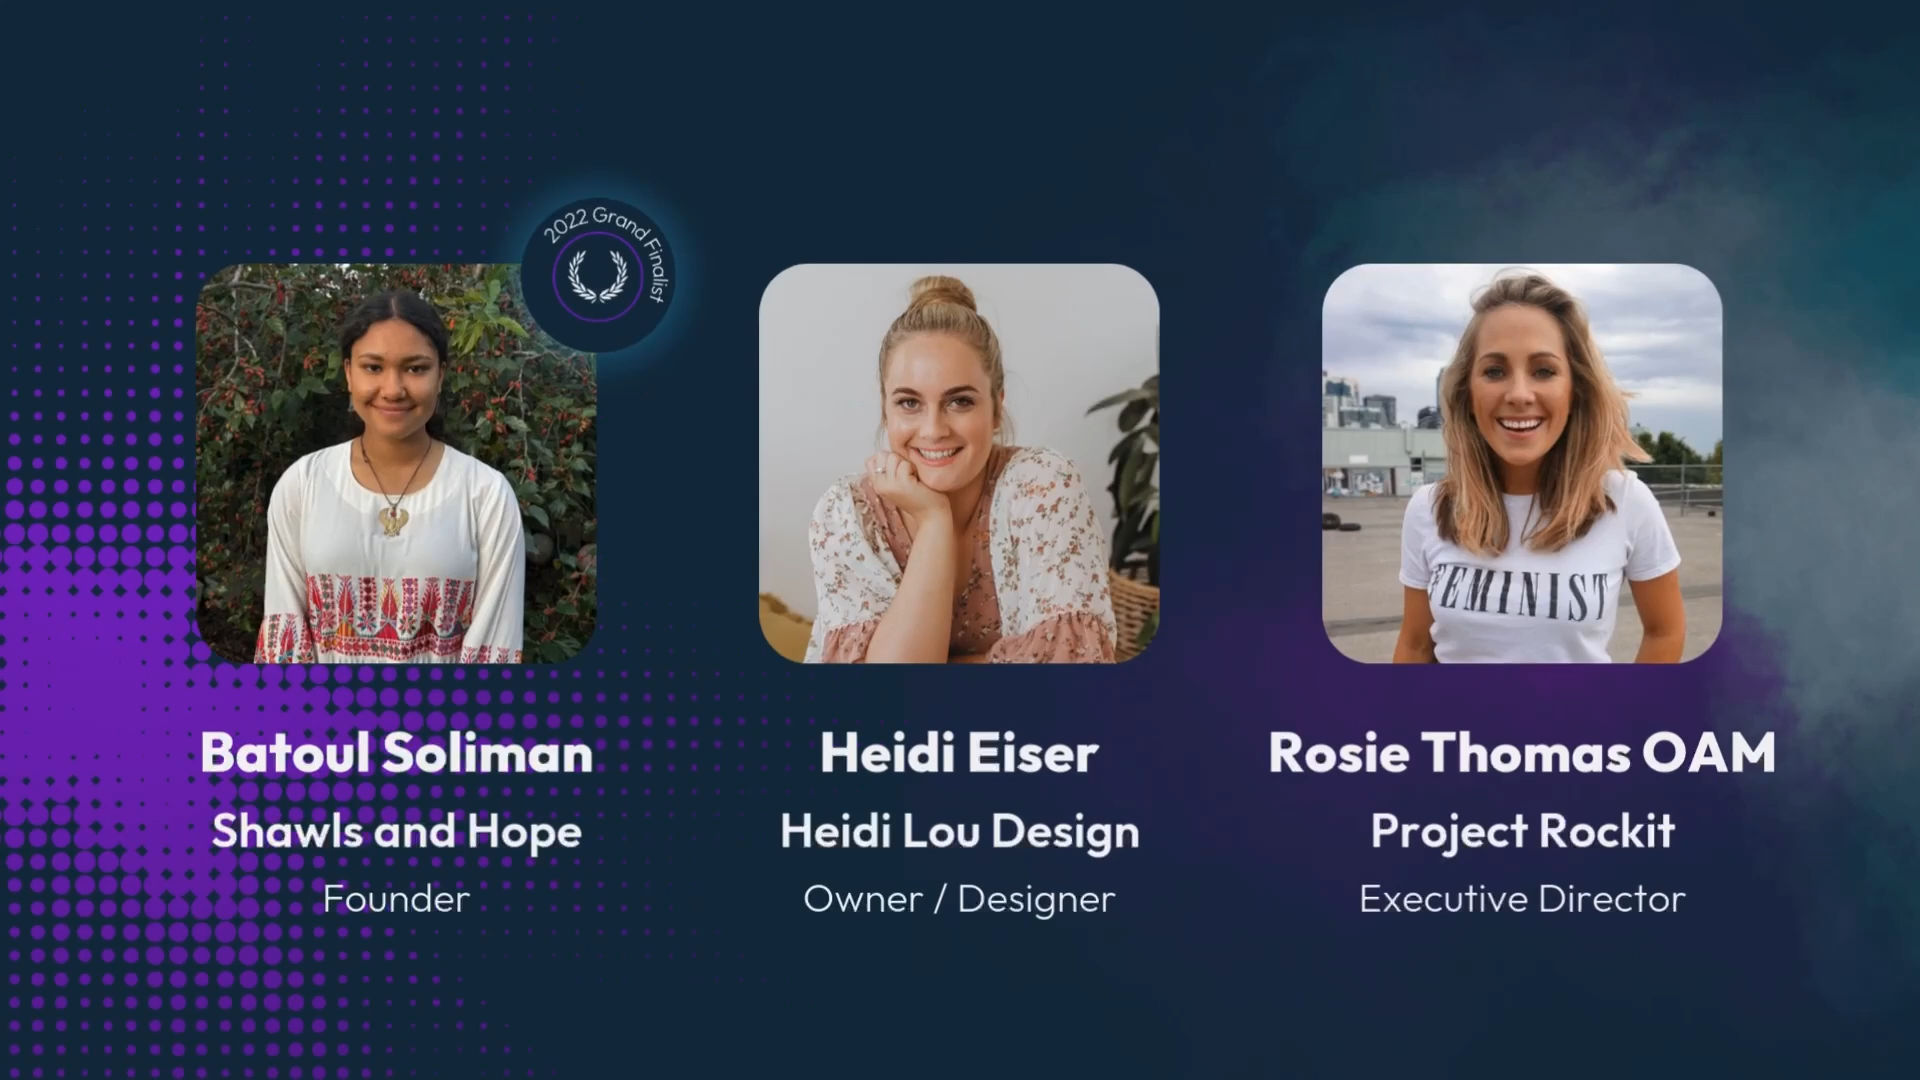 2022 Grand Finalist
FEMINIST
Batoul Soliman
Heidi Eiser
Rosie Thomas OAM
Shawls and Hope
Heidi Lou Design
Project Rockit
Founder
Owner / Designer
Executive Director